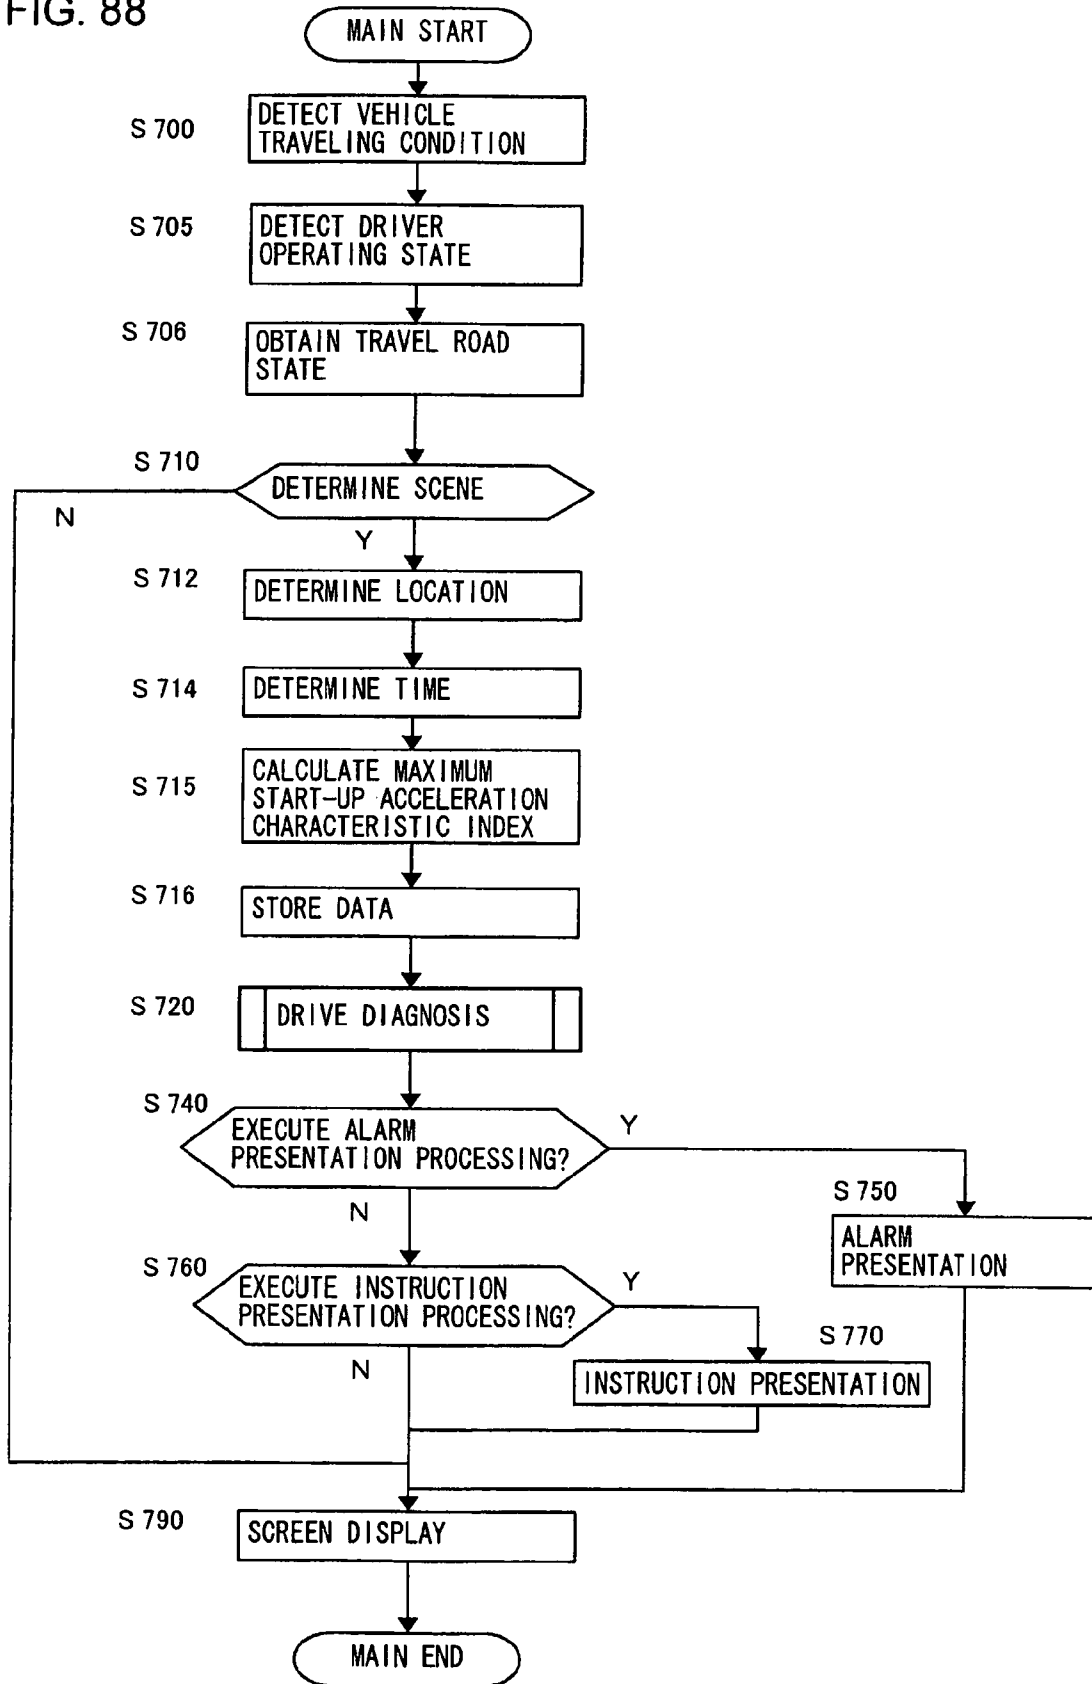 FIG. 88
MAIN START
S 700
DETECT VEHICLE
TRAVELING CONDITION
S 705
DETECT DRIVER
OPERATING STATE
S 706
OBTAIN TRAVEL ROAD
STATE
S 710
DETERMINE SCENE
N
Y
S 712
DETERMINE LOCATION
S 714
DETERMINE TIME
S 715
CALCULATE MAXIMUM
START-UP ACCELERATION
CHARACTERISTIC INDEX
S 716
STORE DATA
S 720
DRIVE DIAGNOSIS
S 740
EXECUTE ALARM
PRESENTATION PROCESSING?
Y
N
S 750
ALARM
PRESENTATION
S 760
EXECUTE INSTRUCTION
PRESENTATION PROCESSING?
Y
N
S 770
INSTRUCTION PRESENTATION
S 790
SCREEN DISPLAY
MAIN END